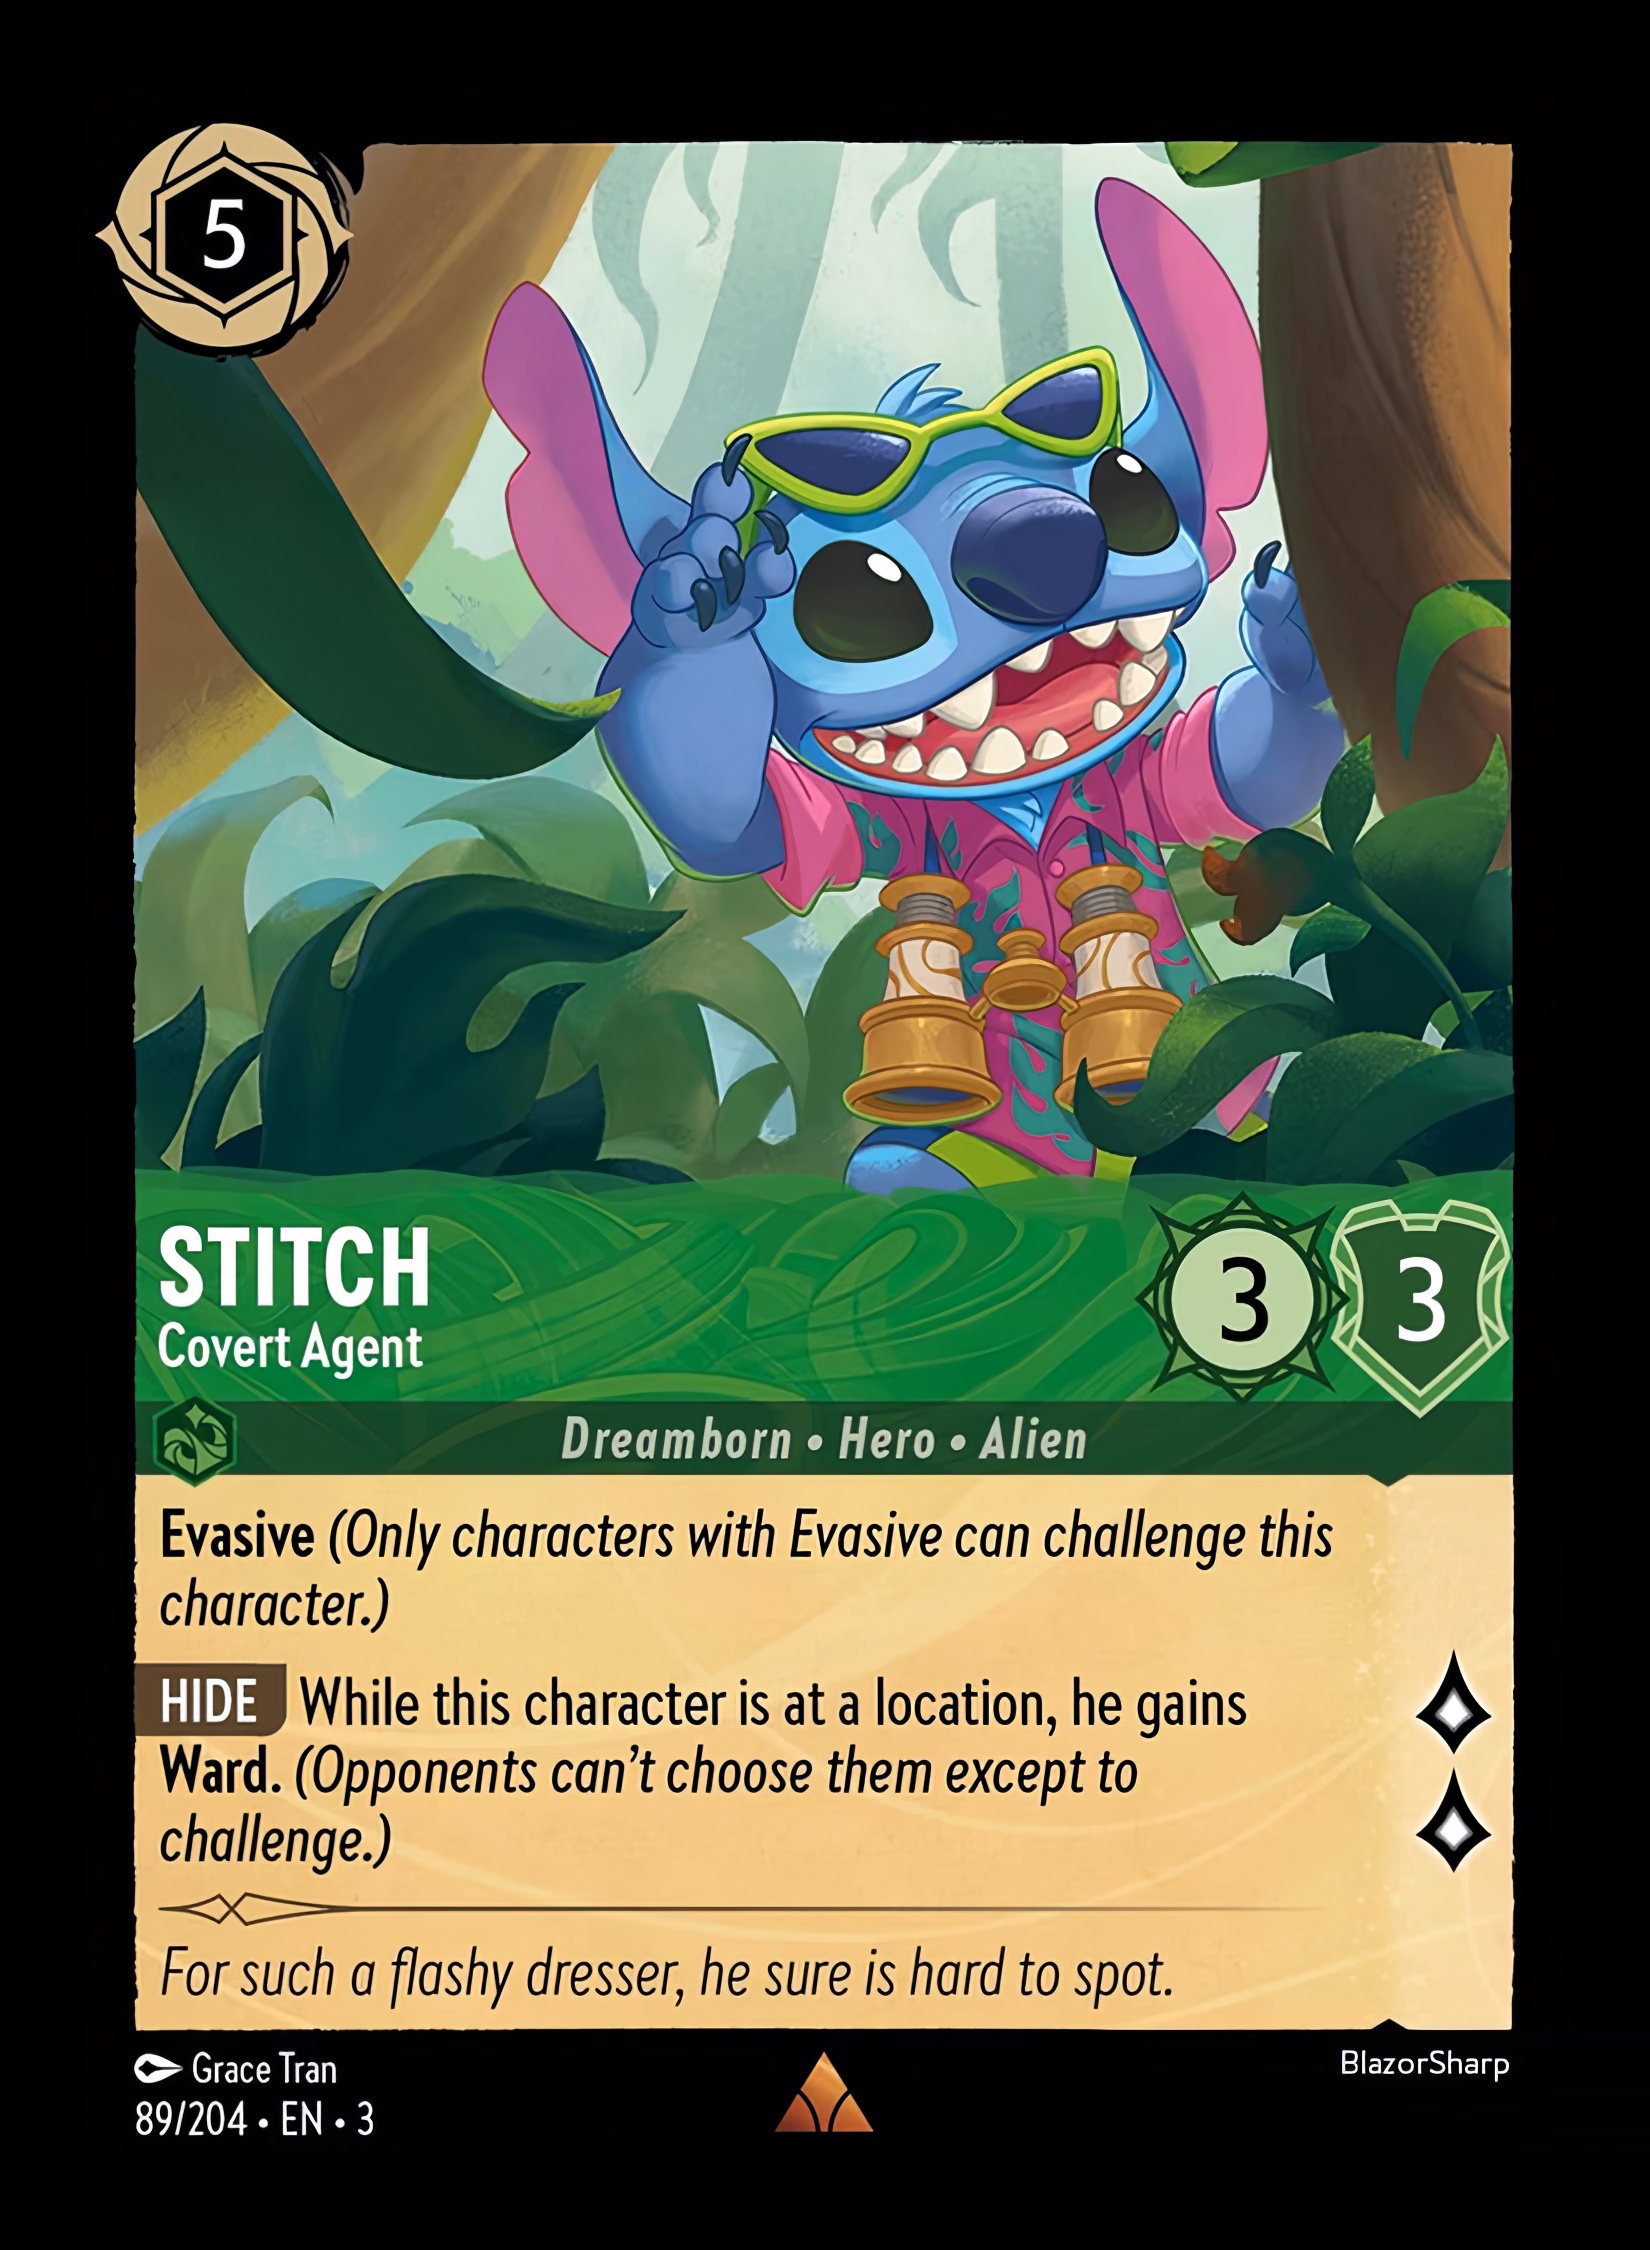 5
STITCH
Covert Agent
3 3
Dreamborn • Hero • Alien
Evasive (Only characters with Evasive can challenge this
character.)
HIDE While this character is at a location, he gains
Ward. (Opponents can't choose them except to
challenge.)
For such a flashy dresser, he sure is hard to spot.
Grace Tran
BlazorSharp
89/204 • EN • 3